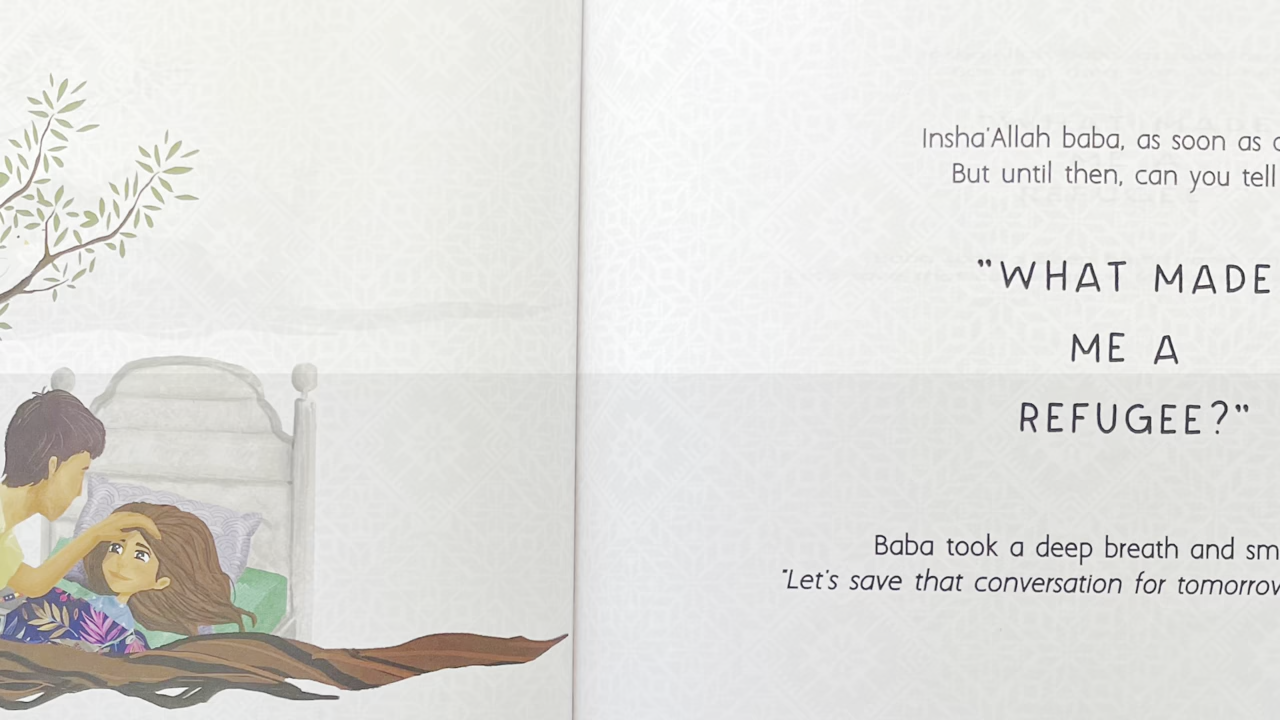 Insha'Allah baba, as soon as
But until then, can you tell
"WHAT MADE
ME A
REFUGEE?"
Baba took a deep breath and
"Let's save that conversation for